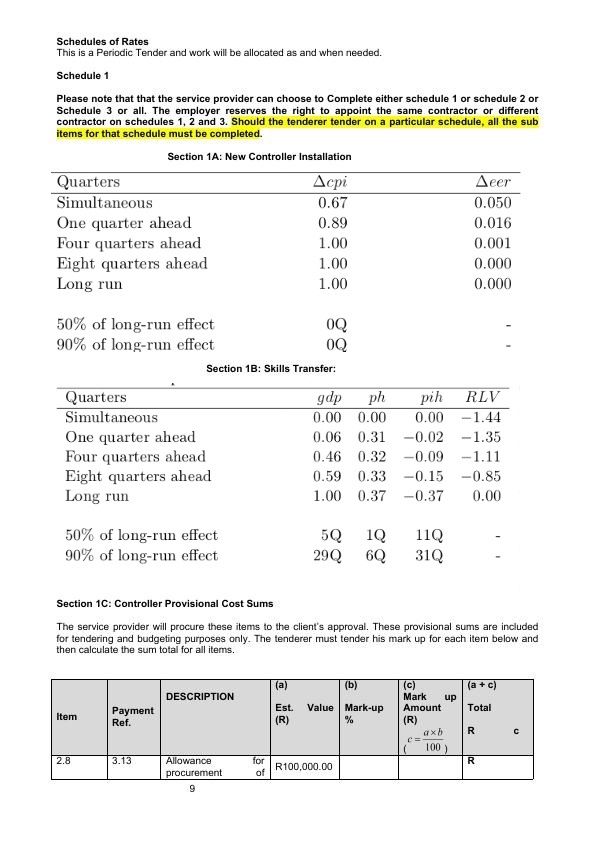 Schedules of Rates
This is a Periodic Tender and work will be allocated as and when needed.
Schedule 1
Please note that that the service provider can choose to Complete either schedule 1 or schedule 2 or
Schedule 3 or all. The employer reserves the right to appoint the same contractor or different
contractor on schedules 1, 2 and 3. Should the tenderer tender on a particular schedule, all the sub
items for that schedule must be completed.
Section 1A: New Controller Installation
Quarters Δcpi Δeer
Simultaneous 0.67 0.050
One quarter ahead 0.89 0.016
Four quarters ahead 1.00 0.001
Eight quarters ahead 1.00 0.000
Long run 1.00 0.000
50% of long-run effect 0Q -
90% of long-run effect 0Q -
Section 1B: Skills Transfer:
Quarters gdp ph pih RLV
Simultaneous 0.00 0.00 0.00 −1.44
One quarter ahead 0.06 0.31 −0.02 −1.35
Four quarters ahead 0.46 0.32 −0.09 −1.11
Eight quarters ahead 0.59 0.33 −0.15 −0.85
Long run 1.00 0.37 −0.37 0.00
50% of long-run effect 5Q 1Q 11Q -
90% of long-run effect 29Q 6Q 31Q -
Section 1C: Controller Provisional Cost Sums
The service provider will procure these items to the client's approval. These provisional sums are included
for tendering and budgeting purposes only. The tenderer must tender his mark up for each item below and
then calculate the sum total for all items.
Item
Payment
Ref.
DESCRIPTION
(a)
Est. Value
(R)
(b)
Mark-up
%
(c)
Mark up
Amount
(R)
( c = a×b / 100 )
(a + c)
Total
R c
2.8
3.13
Allowance for
procurement of
R100,000.00
R
9